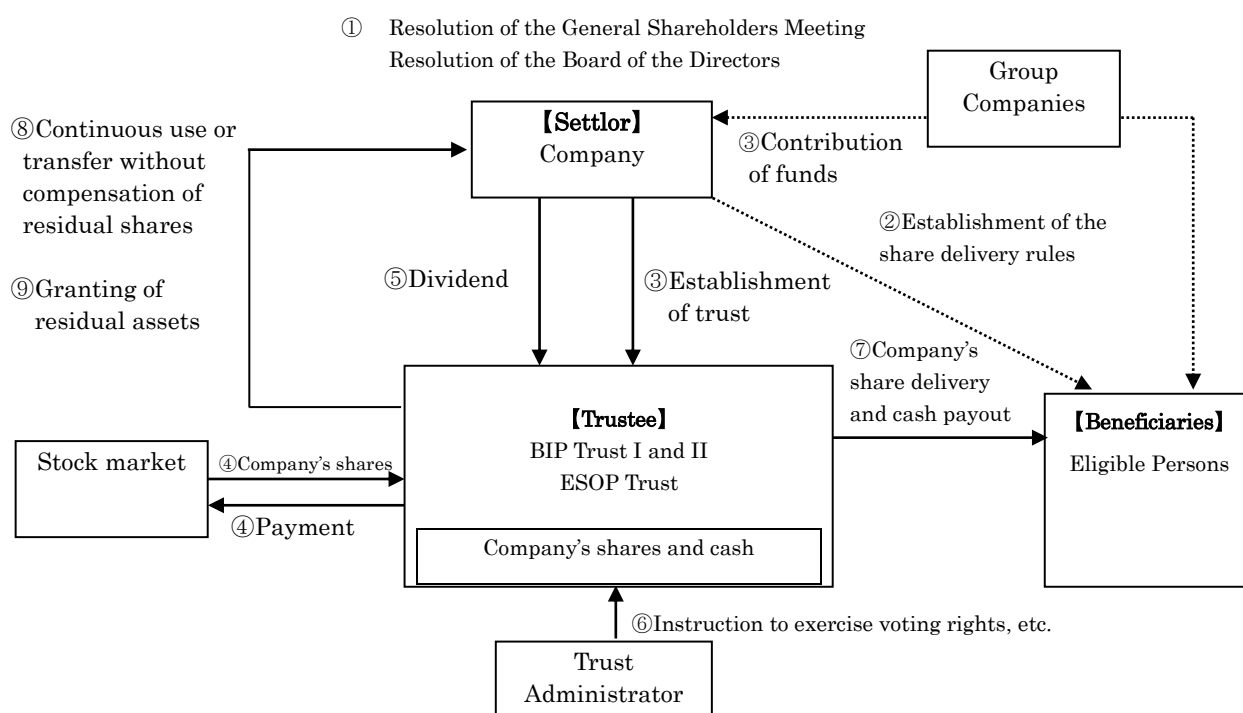 ① Resolution of the General Shareholders Meeting
Resolution of the Board of the Directors
Group
Companies
⑧Continuous use or
transfer without
compensation of
residual shares
【Settlor】
Company
③Contribution
of funds
②Establishment of the
share delivery rules
⑨Granting of
residual assets
⑤Dividend
③Establishment
of trust
⑦Company's
share delivery
and cash payout
【Trustee】
BIP Trust I and II
ESOP Trust
【Beneficiaries】
Eligible Persons
Stock market
④Company's shares
④Payment
Company's shares and cash
⑥Instruction to exercise voting rights, etc.
Trust
Administrator